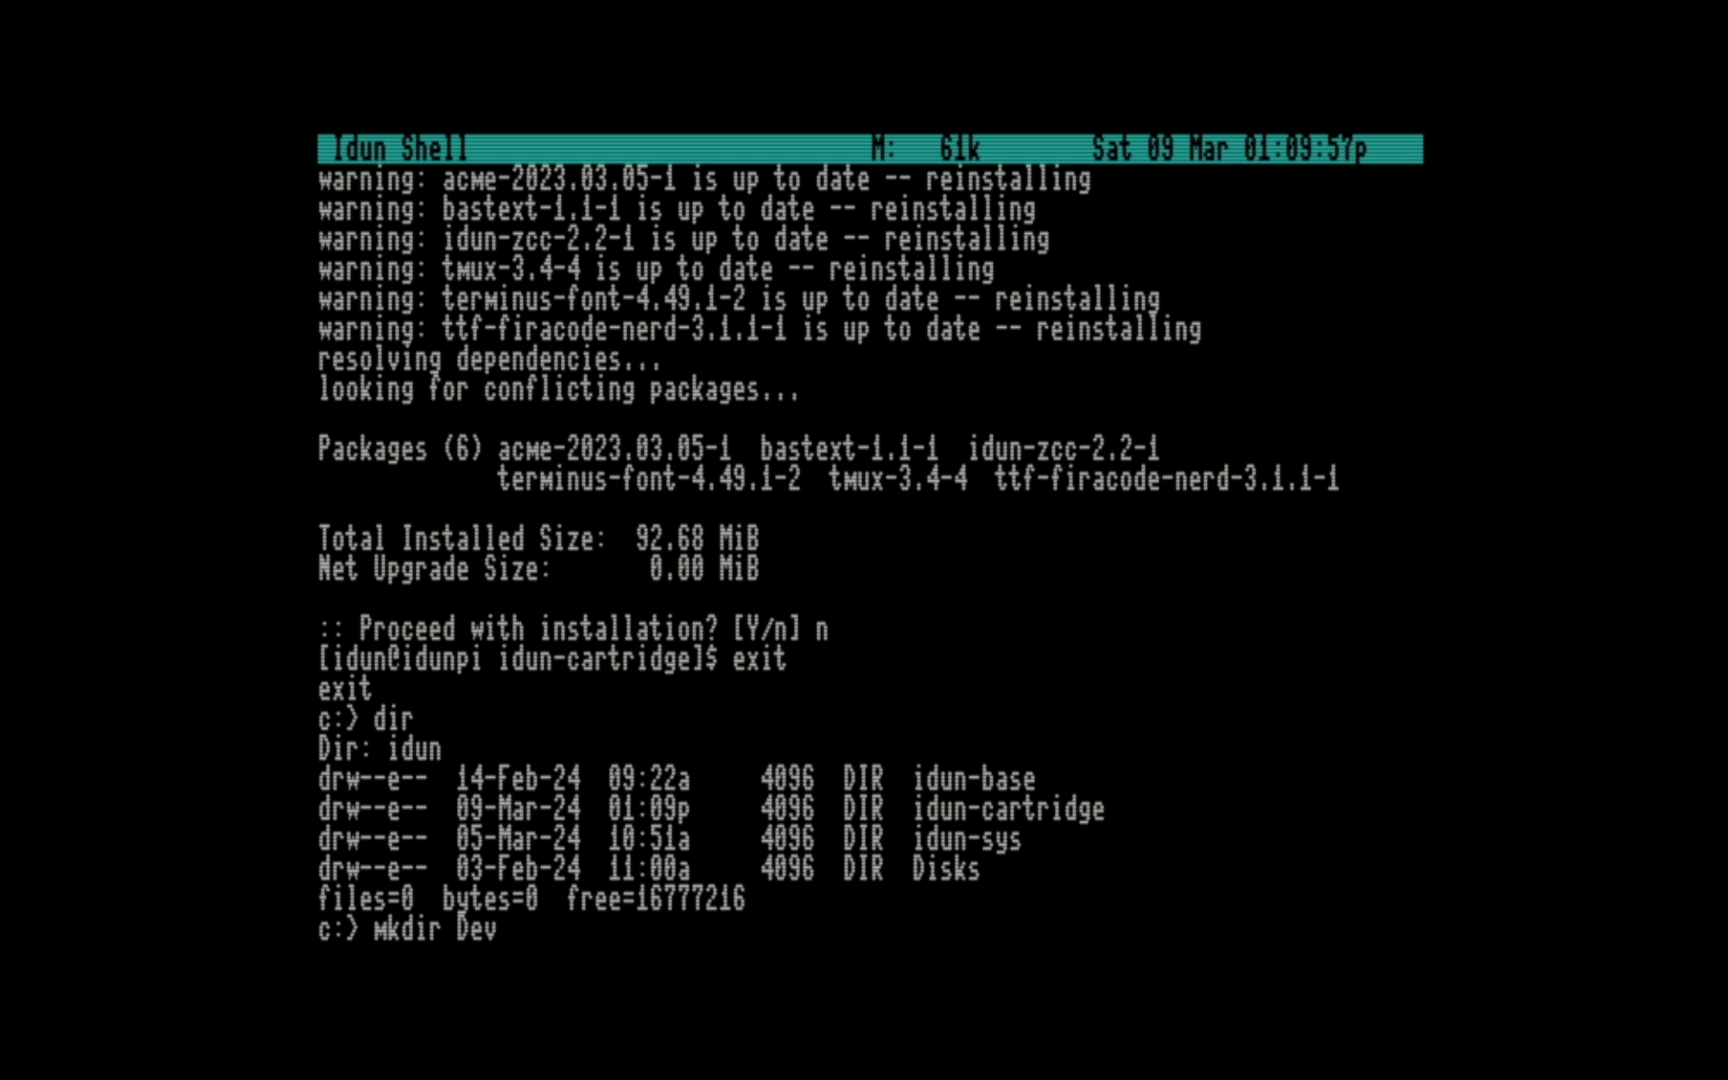 Idun Shell M: 61k Sat 09 Mar 01:09:57p
warning: acme-2023.03.05-1 is up to date -- reinstalling
warning: bastext-1.1-1 is up to date -- reinstalling
warning: idun-zcc-2.2-1 is up to date -- reinstalling
warning: tmux-3.4-4 is up to date -- reinstalling
warning: terminus-font-4.49.1-2 is up to date -- reinstalling
warning: ttf-firacode-nerd-3.1.1-1 is up to date -- reinstalling
resolving dependencies...
looking for conflicting packages...
Packages (6) acme-2023.03.05-1  bastext-1.1-1  idun-zcc-2.2-1
terminus-font-4.49.1-2  tmux-3.4-4  ttf-firacode-nerd-3.1.1-1
Total Installed Size:  92.68 MiB
Net Upgrade Size:       0.00 MiB
:: Proceed with installation? [Y/n] n
[idun@idunpi idun-cartridge]$ exit
exit
c:> dir
Dir: idun
drw--e--  14-Feb-24  09:22a     4096  DIR  idun-base
drw--e--  09-Mar-24  01:09p     4096  DIR  idun-cartridge
drw--e--  05-Mar-24  10:51a     4096  DIR  idun-sys
drw--e--  03-Feb-24  11:00a     4096  DIR  Disks
files=0  bytes=0  free=16777216
c:> mkdir Dev